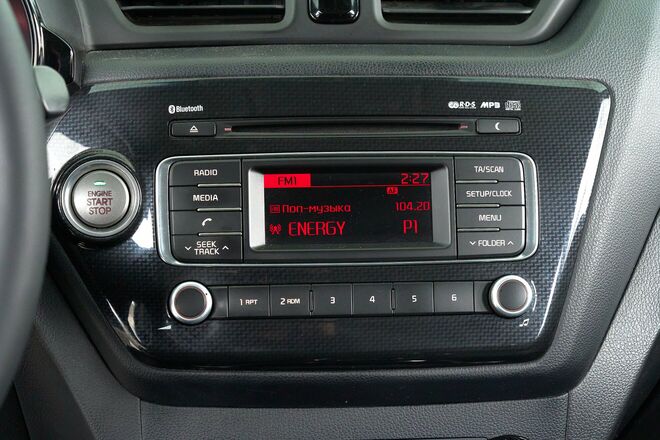 Bluetooth
R·D·S MP3
RADIO
MEDIA
SEEK
TRACK
FM1 2:27
AF
Поп-музыка 104.20
ENERGY P1
TA/SCAN
SETUP/CLOCK
MENU
FOLDER
ENGINE
START
STOP
1 RPT 2 RDM 3 4 5 6